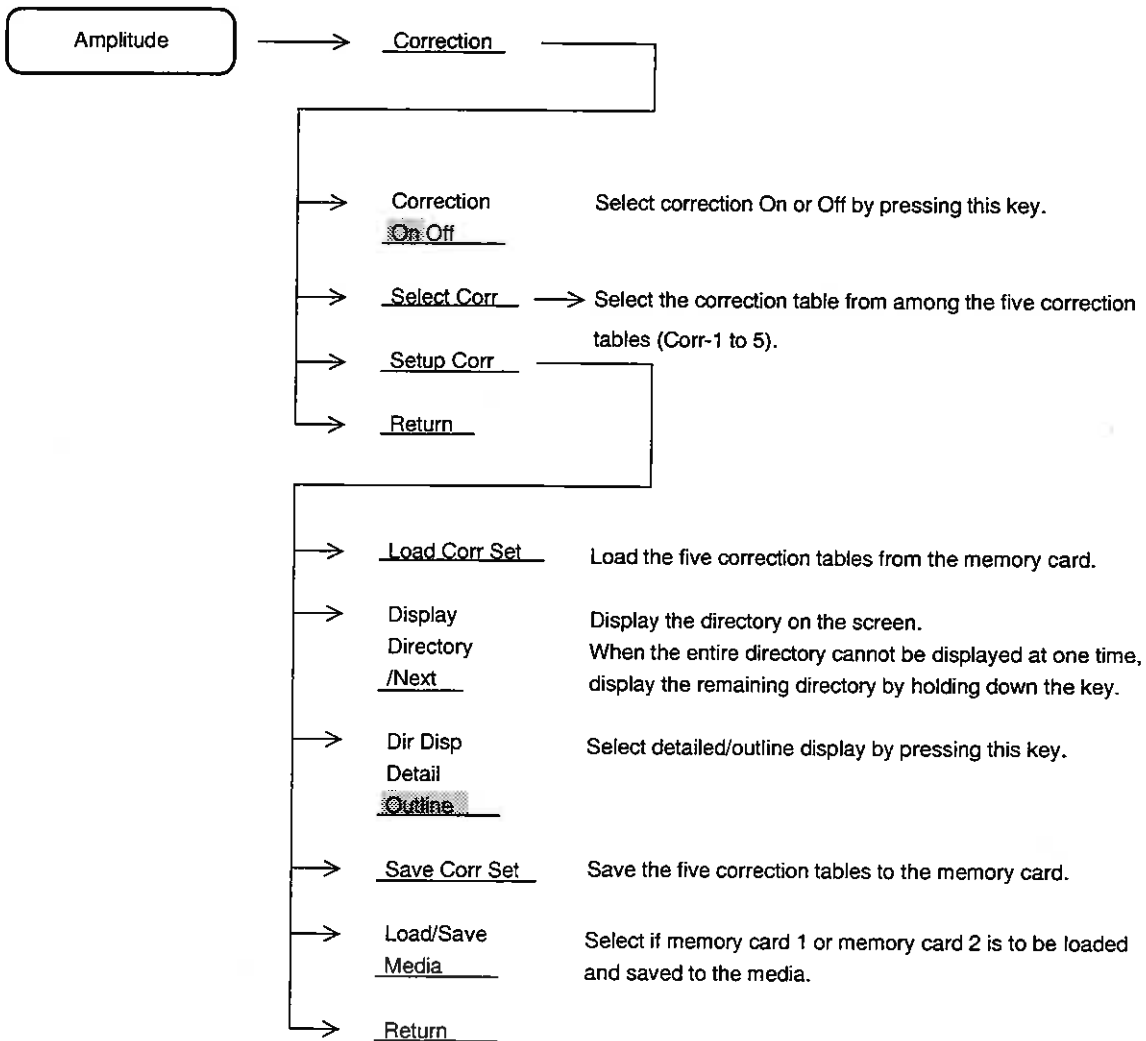 Amplitude
Correction
Correction
On Off
Select correction On or Off by pressing this key.
Select Corr
Select the correction table from among the five correction
tables (Corr-1 to 5).
Setup Corr
Return
Load Corr Set
Load the five correction tables from the memory card.
Display
Directory
/Next
Display the directory on the screen.
When the entire directory cannot be displayed at one time,
display the remaining directory by holding down the key.
Dir Disp
Detail
Outline
Select detailed/outline display by pressing this key.
Save Corr Set
Save the five correction tables to the memory card.
Load/Save
Media
Select if memory card 1 or memory card 2 is to be loaded
and saved to the media.
Return